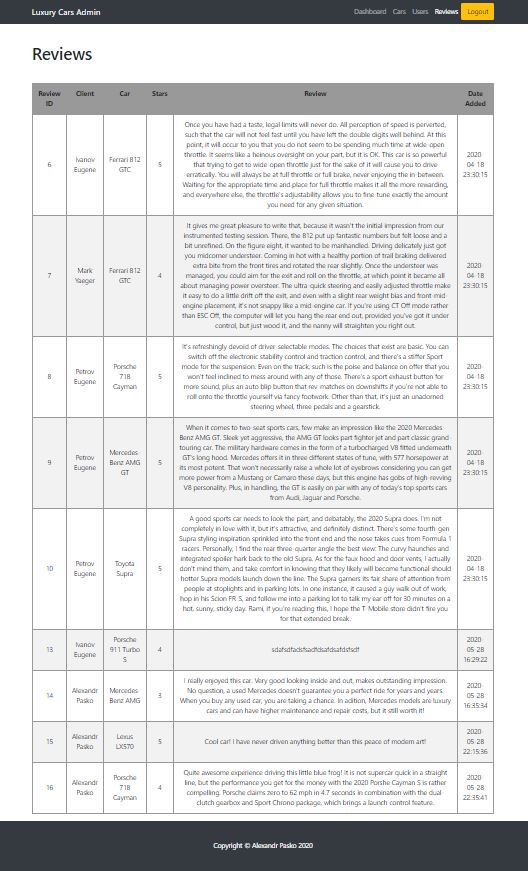 Luxury Cars Admin
Dashboard Cars Users Reviews Logout
Reviews
Review ID Client Car Stars Review Date Added
6 Ivanov Eugene Ferrari 812 GTC 5
Once you have had a taste, legal limits will never do. All perception of speed is perverted,
such that the car will not feel fast until you have left the double digits well behind. At this
point, it will occur to you that you do not seem to be spending much time at wide-open
throttle. It seems like a heinous oversight on your part, but it is OK. This car is so powerful
that trying to get to wide-open throttle just for the sake of it will cause you to drive
erratically. You will always be at full throttle or full brake, never enjoying the in-between.
Waiting for the appropriate time and place for full throttle makes it all the more rewarding,
and everywhere else, the throttle's adjustability allows you to fine-tune exactly the amount
you need for any given situation.
2020-04-18 23:30:15
7 Mark Yaeger Ferrari 812 GTC 4
It gives me great pleasure to write that, because it wasn't the initial impression from our
instrumented testing session. There, the 812 put up fantastic numbers but felt loose and a
bit unrefined. On the figure eight, it wanted to be manhandled. Driving delicately just got
you midcorner understeer. Coming in hot with a healthy portion of trail braking delivered
extra bite from the front tires and rotated the rear slightly. Once the understeer was
managed, you could aim for the exit and roll on the throttle, at which point it became all
about managing power oversteer. The ultra-quick steering and easily adjusted throttle make
it easy to do a little drift off the exit, and even with a slight rear weight bias and front-mid-
engine placement, it's not snappy like a mid-engine car. If you're using CT Off mode rather
than ESC Off, the computer will let you hang the rear end out, provided you've got it under
control, but just wood it, and the nanny will straighten you right out.
2020-04-18 23:30:15
8 Petrov Eugene Porsche 718 Cayman 5
It's refreshingly devoid of driver-selectable modes. The choices that exist are basic. You can
switch off the electronic stability control and traction control, and there's a stiffer Sport
mode for the suspension. Even on the track, such is the poise and balance on offer that you
won't feel inclined to mess around with any of those. There's a sport exhaust button for
more sound, plus an auto blip button that rev-matches on downshifts if you're not able to
roll onto the throttle yourself via fancy footwork. Other than that, it's just an unadorned
steering wheel, three pedals and a gearstick.
2020-04-18 23:30:15
9 Petrov Eugene Mercedes-Benz AMG GT 5
When it comes to two-seat sports cars, few make an impression like the 2020 Mercedes-
Benz AMG GT. Sleek yet aggressive, the AMG GT looks part fighter jet and part classic grand-
touring car. The military hardware comes in the form of a turbocharged V8 fitted underneath
GT's long hood. Mercedes offers it in three different states of tune, with 577 horsepower at
its most potent. That won't necessarily raise a whole lot of eyebrows considering you can get
more power from a Mustang or Camaro these days, but this engine has gobs of high-revving
V8 personality. Plus, in handling, the GT is easily on par with any of today's top sports cars
from Audi, Jaguar and Porsche.
2020-04-18 23:30:15
10 Petrov Eugene Toyota Supra 5
A good sports car needs to look the part, and debatably, the 2020 Supra does. I'm not
completely in love with it, but it's attractive, and definitely distinct. There's some fourth-gen
Supra styling inspiration sprinkled into the front end and the nose takes cues from Formula 1
racers. Personally, I find the rear three-quarter angle the best view. The curvy haunches and
integrated spoiler hark back to the old Supra. As for the faux hood and door vents, I actually
don't mind them, and take comfort in knowing that they likely will become functional should
hotter Supra models launch down the line. The Supra garners its fair share of attention from
people at stoplights and in parking lots. In one instance, it caused a guy walk out of work,
hop in his Scion FR-S, and follow me into a parking lot to talk my ear off for 30 minutes on a
hot, sunny, sticky day. Rami, if you're reading this, I hope the T-Mobile store didn't fire you
for that extended break.
2020-04-18 23:30:15
13 Ivanov Eugene Porsche 911 Turbo S 4
2020-05-28 16:29:22
14 Alexandr Pasko Mercedes-Benz AMG 3
I really enjoyed this car. Very good looking inside and out, makes outstanding impression.
No question, a used Mercedes doesn't guarantee you a perfect ride for years and years.
When you buy any used car, you are taking a chance. In adition, Mercedes models are luxury
cars and can have higher maintenance and repair costs, but it still worth it!
2020-05-28 16:35:34
15 Alexandr Pasko Lexus LX570 5
Cool car! I have never driven anything better than this peace of modern art!
2020-05-28 22:15:36
16 Alexandr Pasko Porsche 718 Cayman 4
Quite awesome experience driving this little blue frog! It is not supercar quick in a straight
line, but the performance you get for the money with the 2020 Porshe Cayman S is rather
compelling. Porsche claims zero to 62 mph in 4.7 seconds in combination with the dual-
clutch gearbox and Sport Chrono package, which brings a launch control feature.
2020-05-28 22:35:41
Copyright © Alexandr Pasko 2020